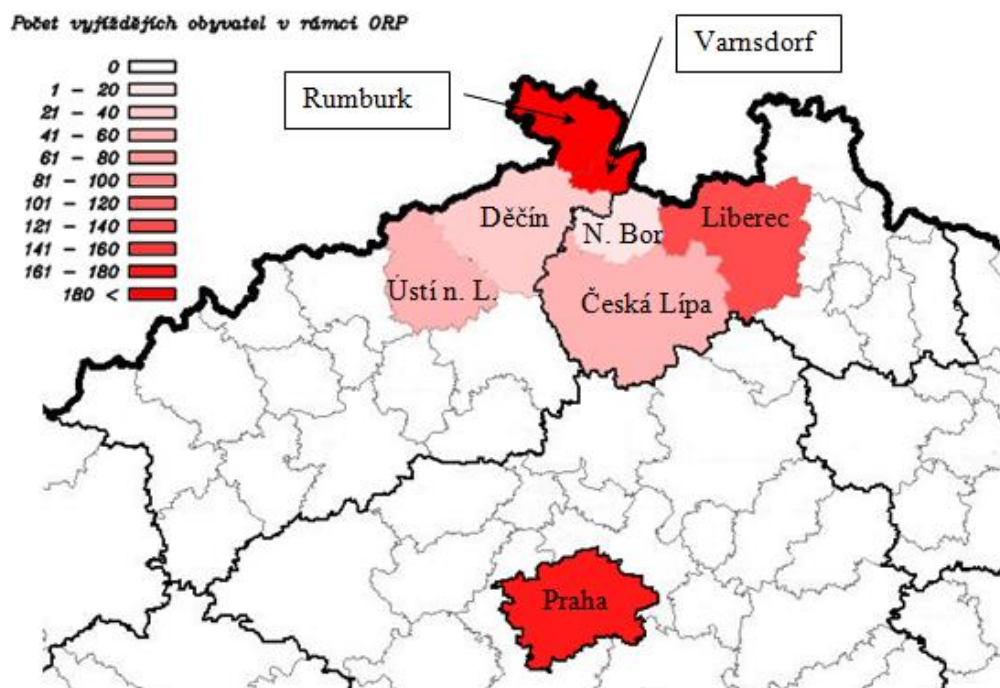 Počet vyjíždějích obyvatel v rámci ORP
0
1 - 20
21 - 40
41 - 60
61 - 80
81 - 100
101 - 120
121 - 140
141 - 160
161 - 180
180 <
Varnsdorf
Rumburk
Děčín
N. Bor
Liberec
Ústí n. L.
Česká Lípa
Praha